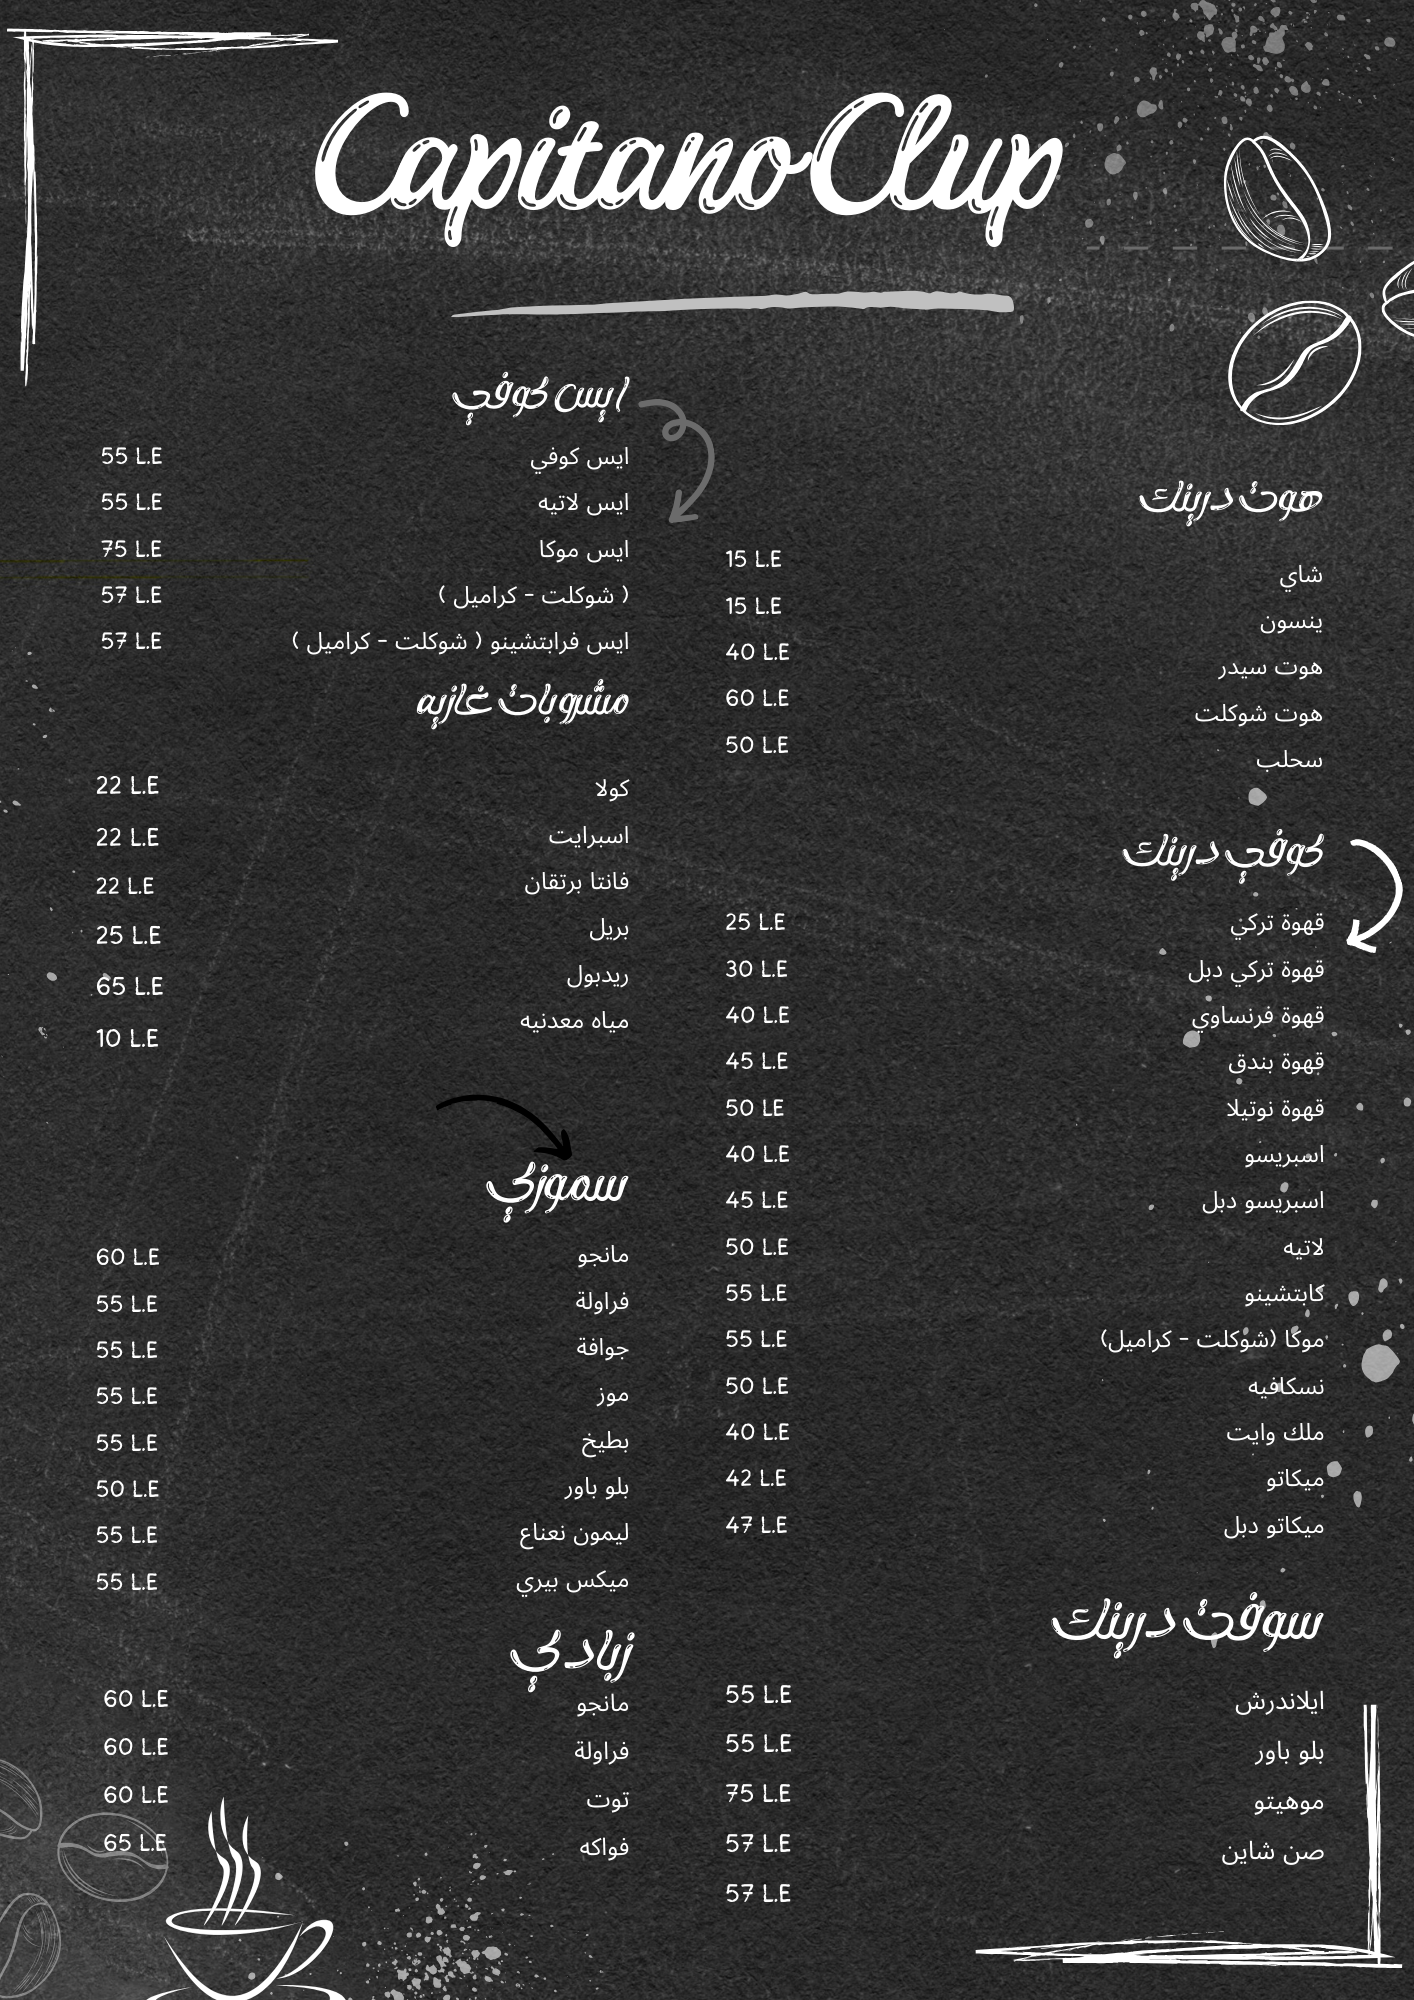 Capitano Clup
هوت درينك
شاي 15 L.E
ينسون 15 L.E
هوت سيدر 40 L.E
هوت شوكلت 60 L.E
سحلب 50 L.E
كوفي درينك
قهوة تركي 25 L.E
قهوة تركي دبل 30 L.E
قهوة فرنساوي 40 L.E
قهوة بندق 45 L.E
قهوة نوتيلا 50 LE
اسبريسو 40 L.E
اسبريسو دبل 45 L.E
لاتيه 50 L.E
كابتشينو 55 L.E
موكا (شوكلت - كراميل) 55 L.E
نسكافيه 50 L.E
ملك وايت 40 L.E
ميكاتو 42 L.E
ميكاتو دبل 47 L.E
سوفت درينك
ايلاندرش 55 L.E
بلو باور 55 L.E
موهيتو 75 L.E
صن شاين 57 L.E
57 L.E
ايس كوفي
ايس كوفي 55 L.E
ايس لاتيه 55 L.E
ايس موكا 75 L.E
( شوكلت - كراميل ) 57 L.E
ايس فرابتشينو ( شوكلت - كراميل ) 57 L.E
مشروبات غازيه
كولا 22 L.E
اسبرايت 22 L.E
فانتا برتقان 22 L.E
بريل 25 L.E
ريدبول 65 L.E
مياه معدنيه 10 L.E
سموزي
مانجو 60 L.E
فراولة 55 L.E
جوافة 55 L.E
موز 55 L.E
بطيخ 55 L.E
بلو باور 50 L.E
ليمون نعناع 55 L.E
ميكس بيري 55 L.E
زبادي
مانجو 60 L.E
فراولة 60 L.E
توت 60 L.E
فواكه 65 L.E